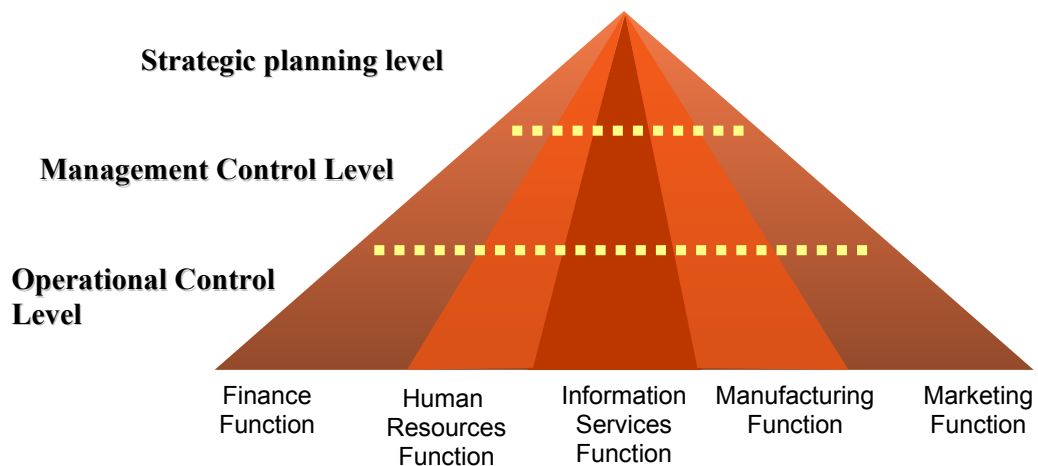 Strategic planning level
Management Control Level
Operational Control
Level
Finance
Function
Human
Resources
Function
Information
Services
Function
Manufacturing
Function
Marketing
Function